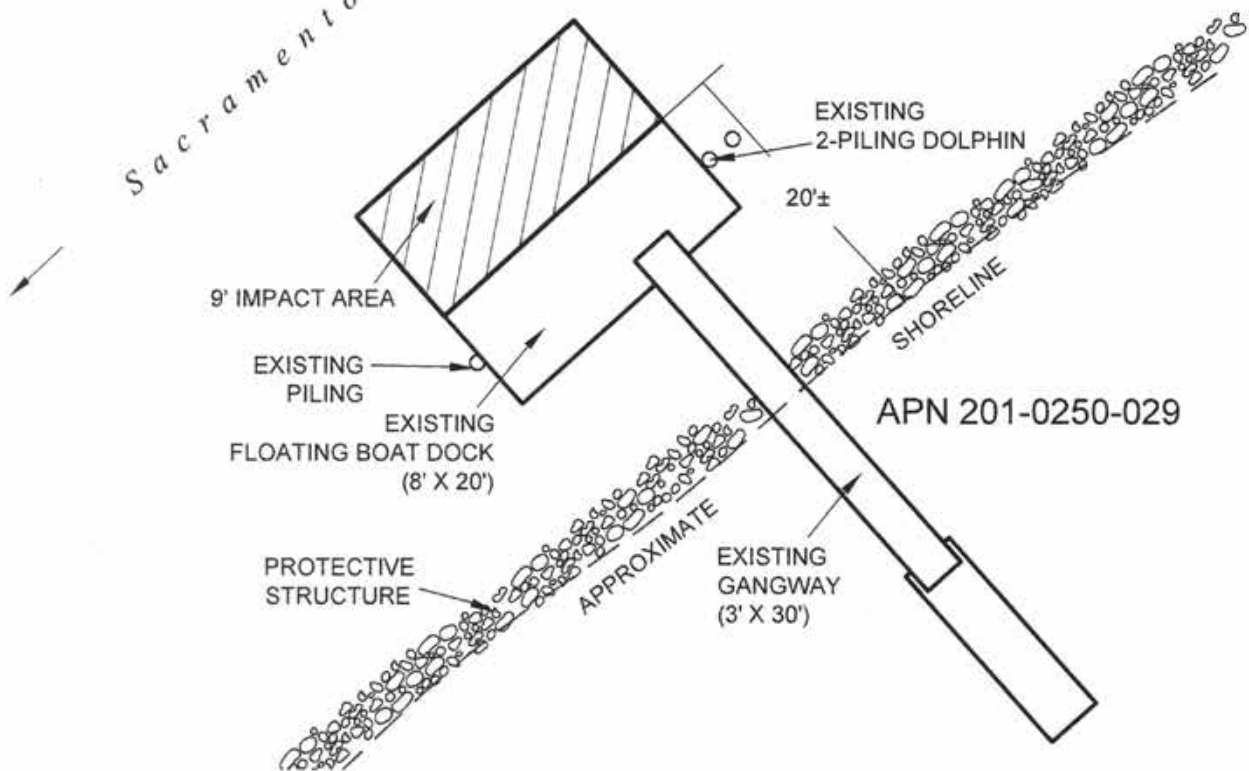 Sacramento
EXISTING
2-PILING DOLPHIN
20'±
9' IMPACT AREA
SHORELINE
EXISTING
PILING
APN 201-0250-029
EXISTING
FLOATING BOAT DOCK
(8' X 20')
PROTECTIVE
STRUCTURE
APPROXIMATE
EXISTING
GANGWAY
(3' X 30')